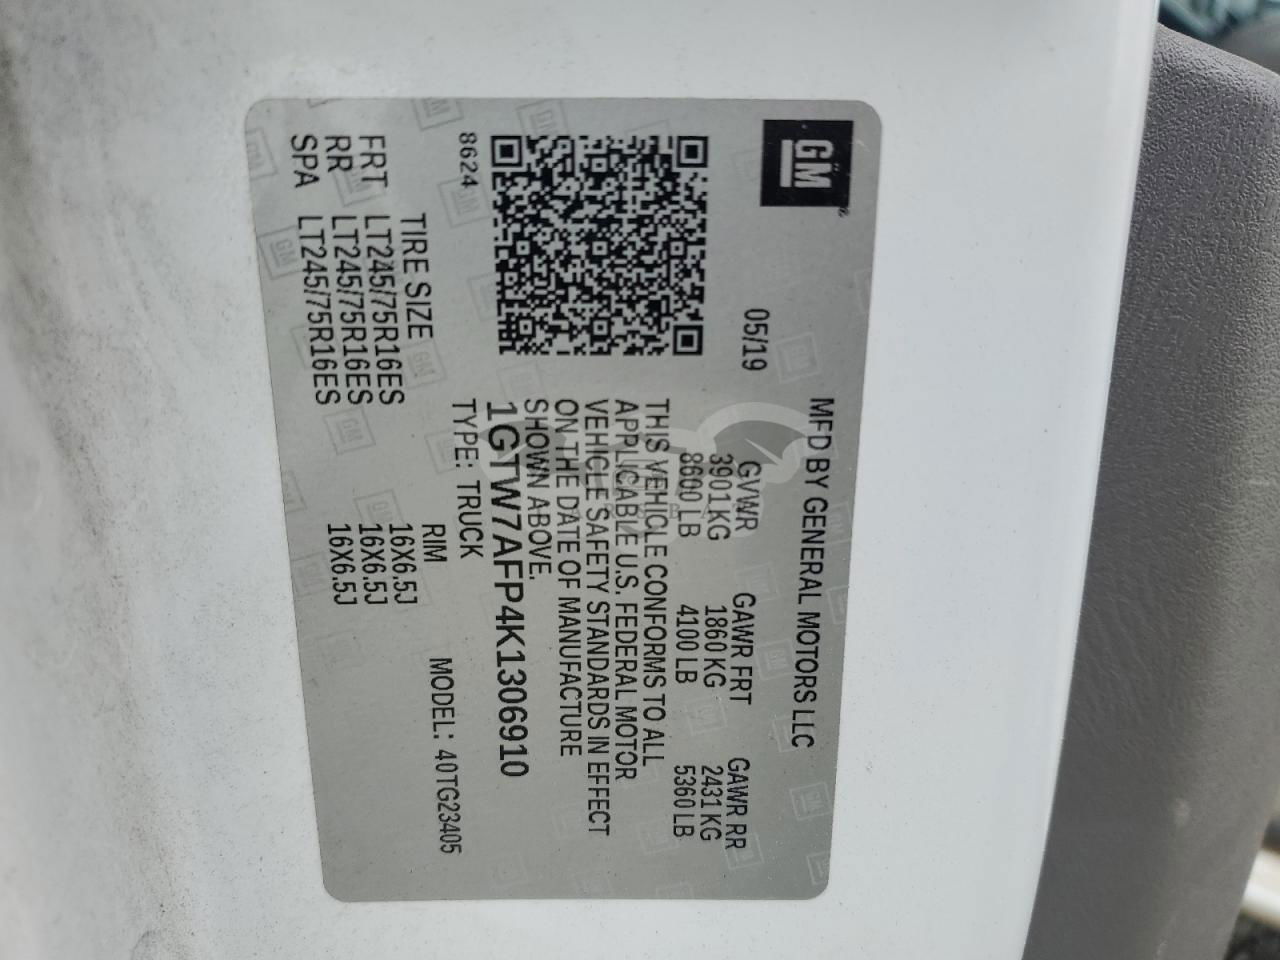 GM
MFD BY GENERAL MOTORS LLC
05/19
GVWR GAWR FRT GAWR RR
3901KG 1860 KG 2431 KG
8600 LB 4100 LB 5360 LB
THIS VEHICLE CONFORMS TO ALL
APPLICABLE U.S. FEDERAL MOTOR
VEHICLE SAFETY STANDARDS IN EFFECT
ON THE DATE OF MANUFACTURE
SHOWN ABOVE.
1GTW7AFP4K1306910
8624
TYPE: TRUCK MODEL: 40TG23405
TIRE SIZE RIM
FRT LT245/75R16ES 16X6.5J
RR LT245/75R16ES 16X6.5J
SPA LT245/75R16ES 16X6.5J